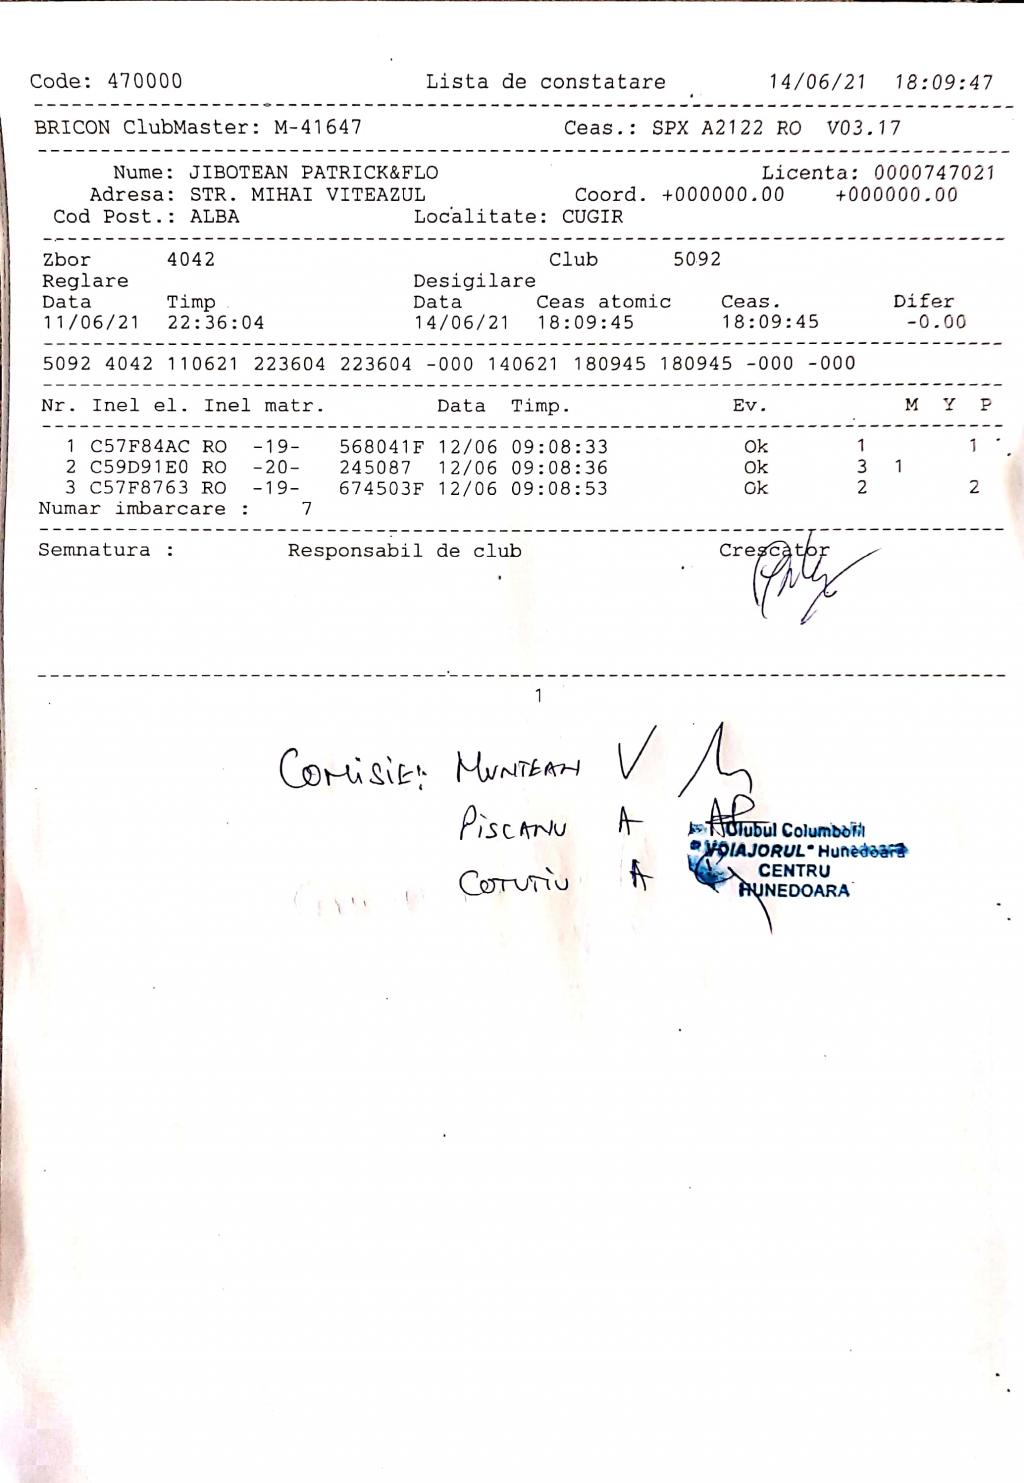 Code: 470000 Lista de constatare 14/06/21 18:09:47
BRICON ClubMaster: M-41647 Ceas.: SPX A2122 RO V03.17
Nume: JIBOTEAN PATRICK&FLO Licenta: 0000747021
Adresa: STR. MIHAI VITEAZUL Coord. +000000.00 +000000.00
Cod Post.: ALBA Localitate: CUGIR
Zbor 4042 Club 5092
Reglare Desigilare
Data Timp Data Ceas atomic Ceas. Difer
11/06/21 22:36:04 14/06/21 18:09:45 18:09:45 -0.00
5092 4042 110621 223604 223604 -000 140621 180945 180945 -000 -000
Nr. Inel el. Inel matr. Data Timp. Ev. M Y P
1 C57F84AC RO -19- 568041F 12/06 09:08:33 Ok 1 1
2 C59D91E0 RO -20- 245087 12/06 09:08:36 Ok 3 1
3 C57F8763 RO -19- 674503F 12/06 09:08:53 Ok 2 2
Numar imbarcare : 7
Semnatura : Responsabil de club Crescator
1
Comisie: MUNTEAN V
PISCANU A AP
Clubul Columbofil
"VOIAJORUL" Hunedoara
COTUTIU A CENTRU
HUNEDOARA